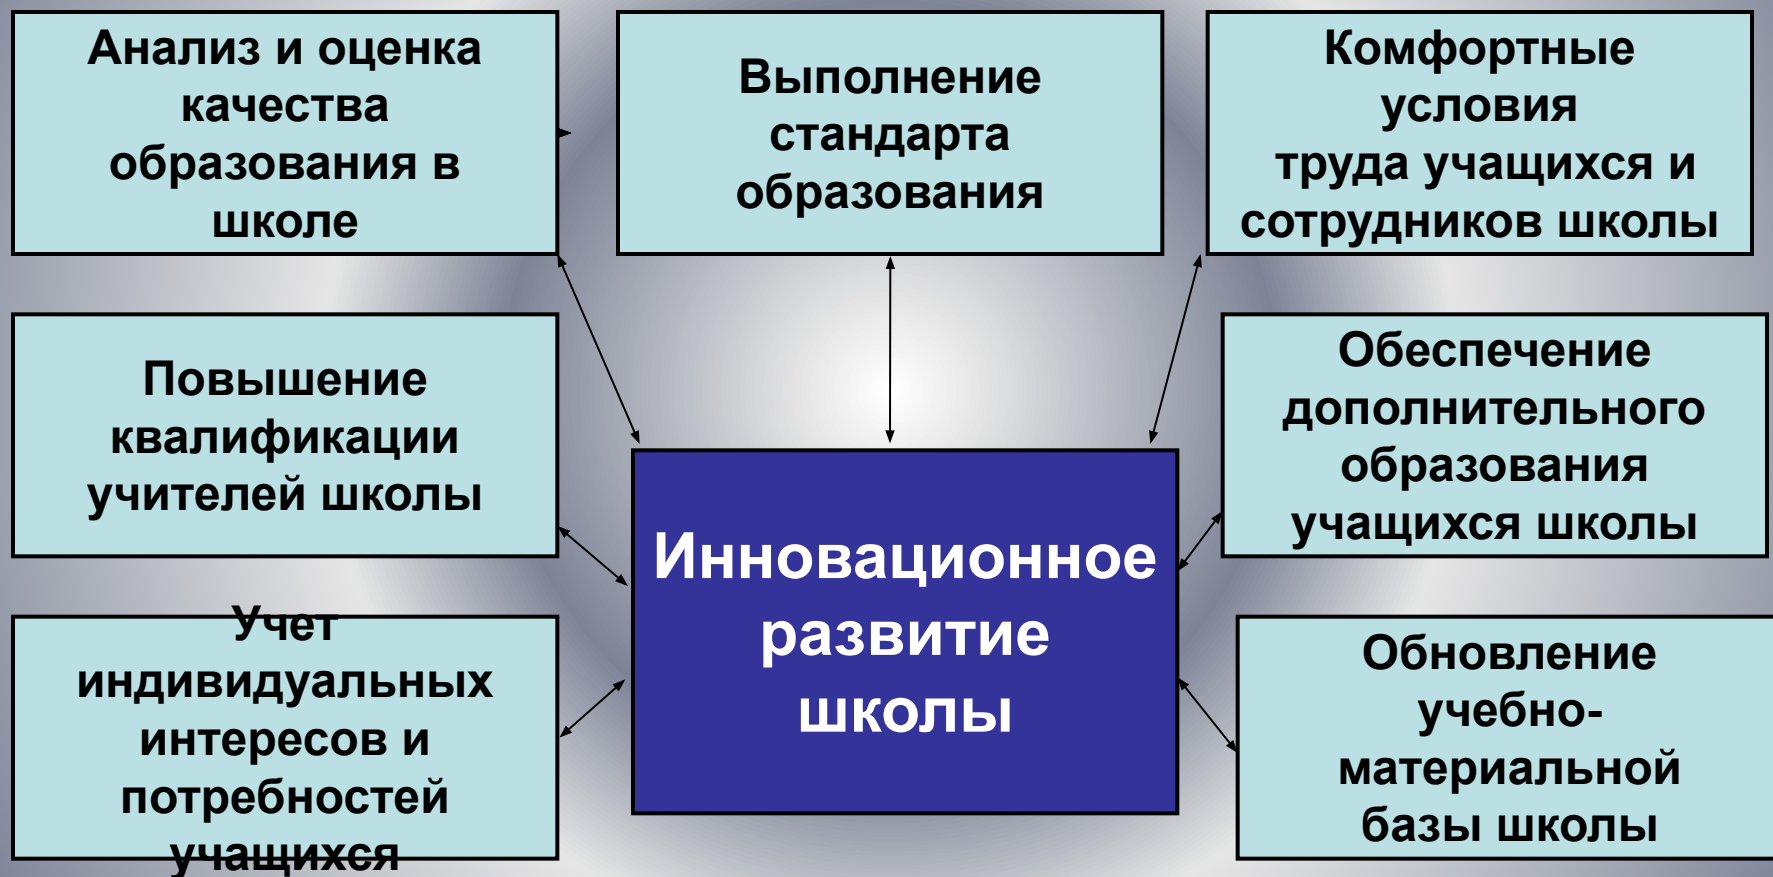 Анализ и оценка
качества
образования в
школе
Выполнение
стандарта
образования
Комфортные
условия
труда учащихся и
сотрудников школы
Повышение
квалификации
учителей школы
Обеспечение
дополнительного
образования
учащихся школы
Инновационное
развитие
школы
Учет
индивидуальных
интересов и
потребностей
учащихся
Обновление
учебно-
материальной
базы школы